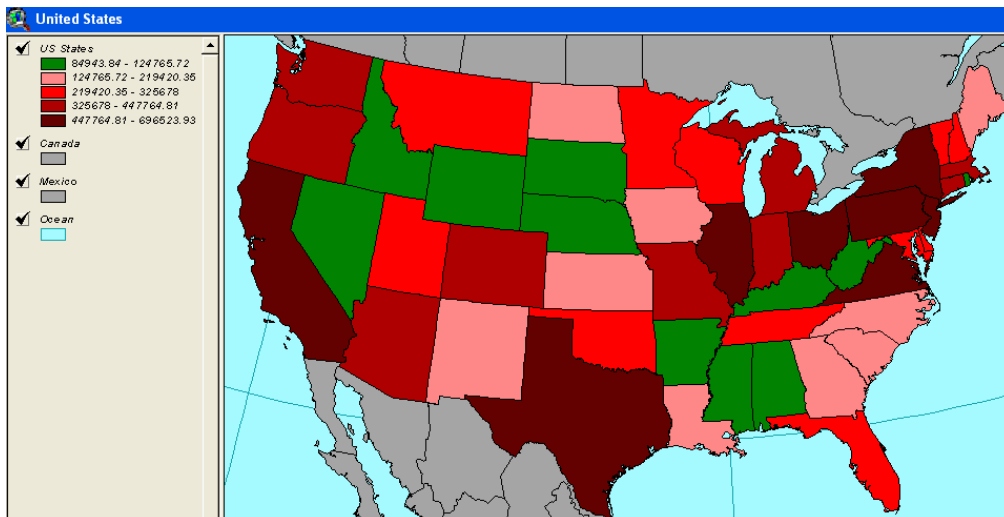 United States
US States
84943.84 - 124765.72
124765.72 - 219420.35
219420.35 - 325678
325678 - 447764.81
447764.81 - 696523.93
Canada
Mexico
Ocean